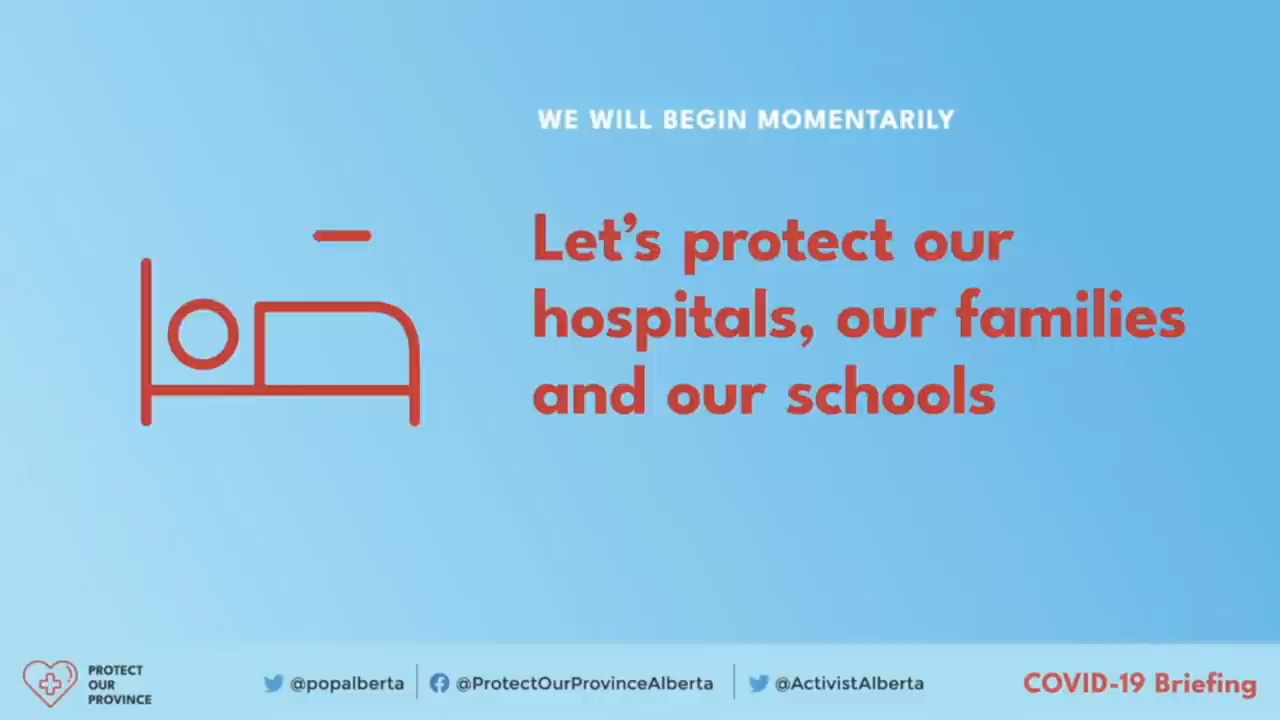 WE WILL BEGIN MOMENTARILY
Let's protect our
hospitals, our families
and our schools
PROTECT
OUR
PROVINCE
@popalberta
@ProtectOurProvinceAlberta
@ActivistAlberta
COVID-19 Briefing